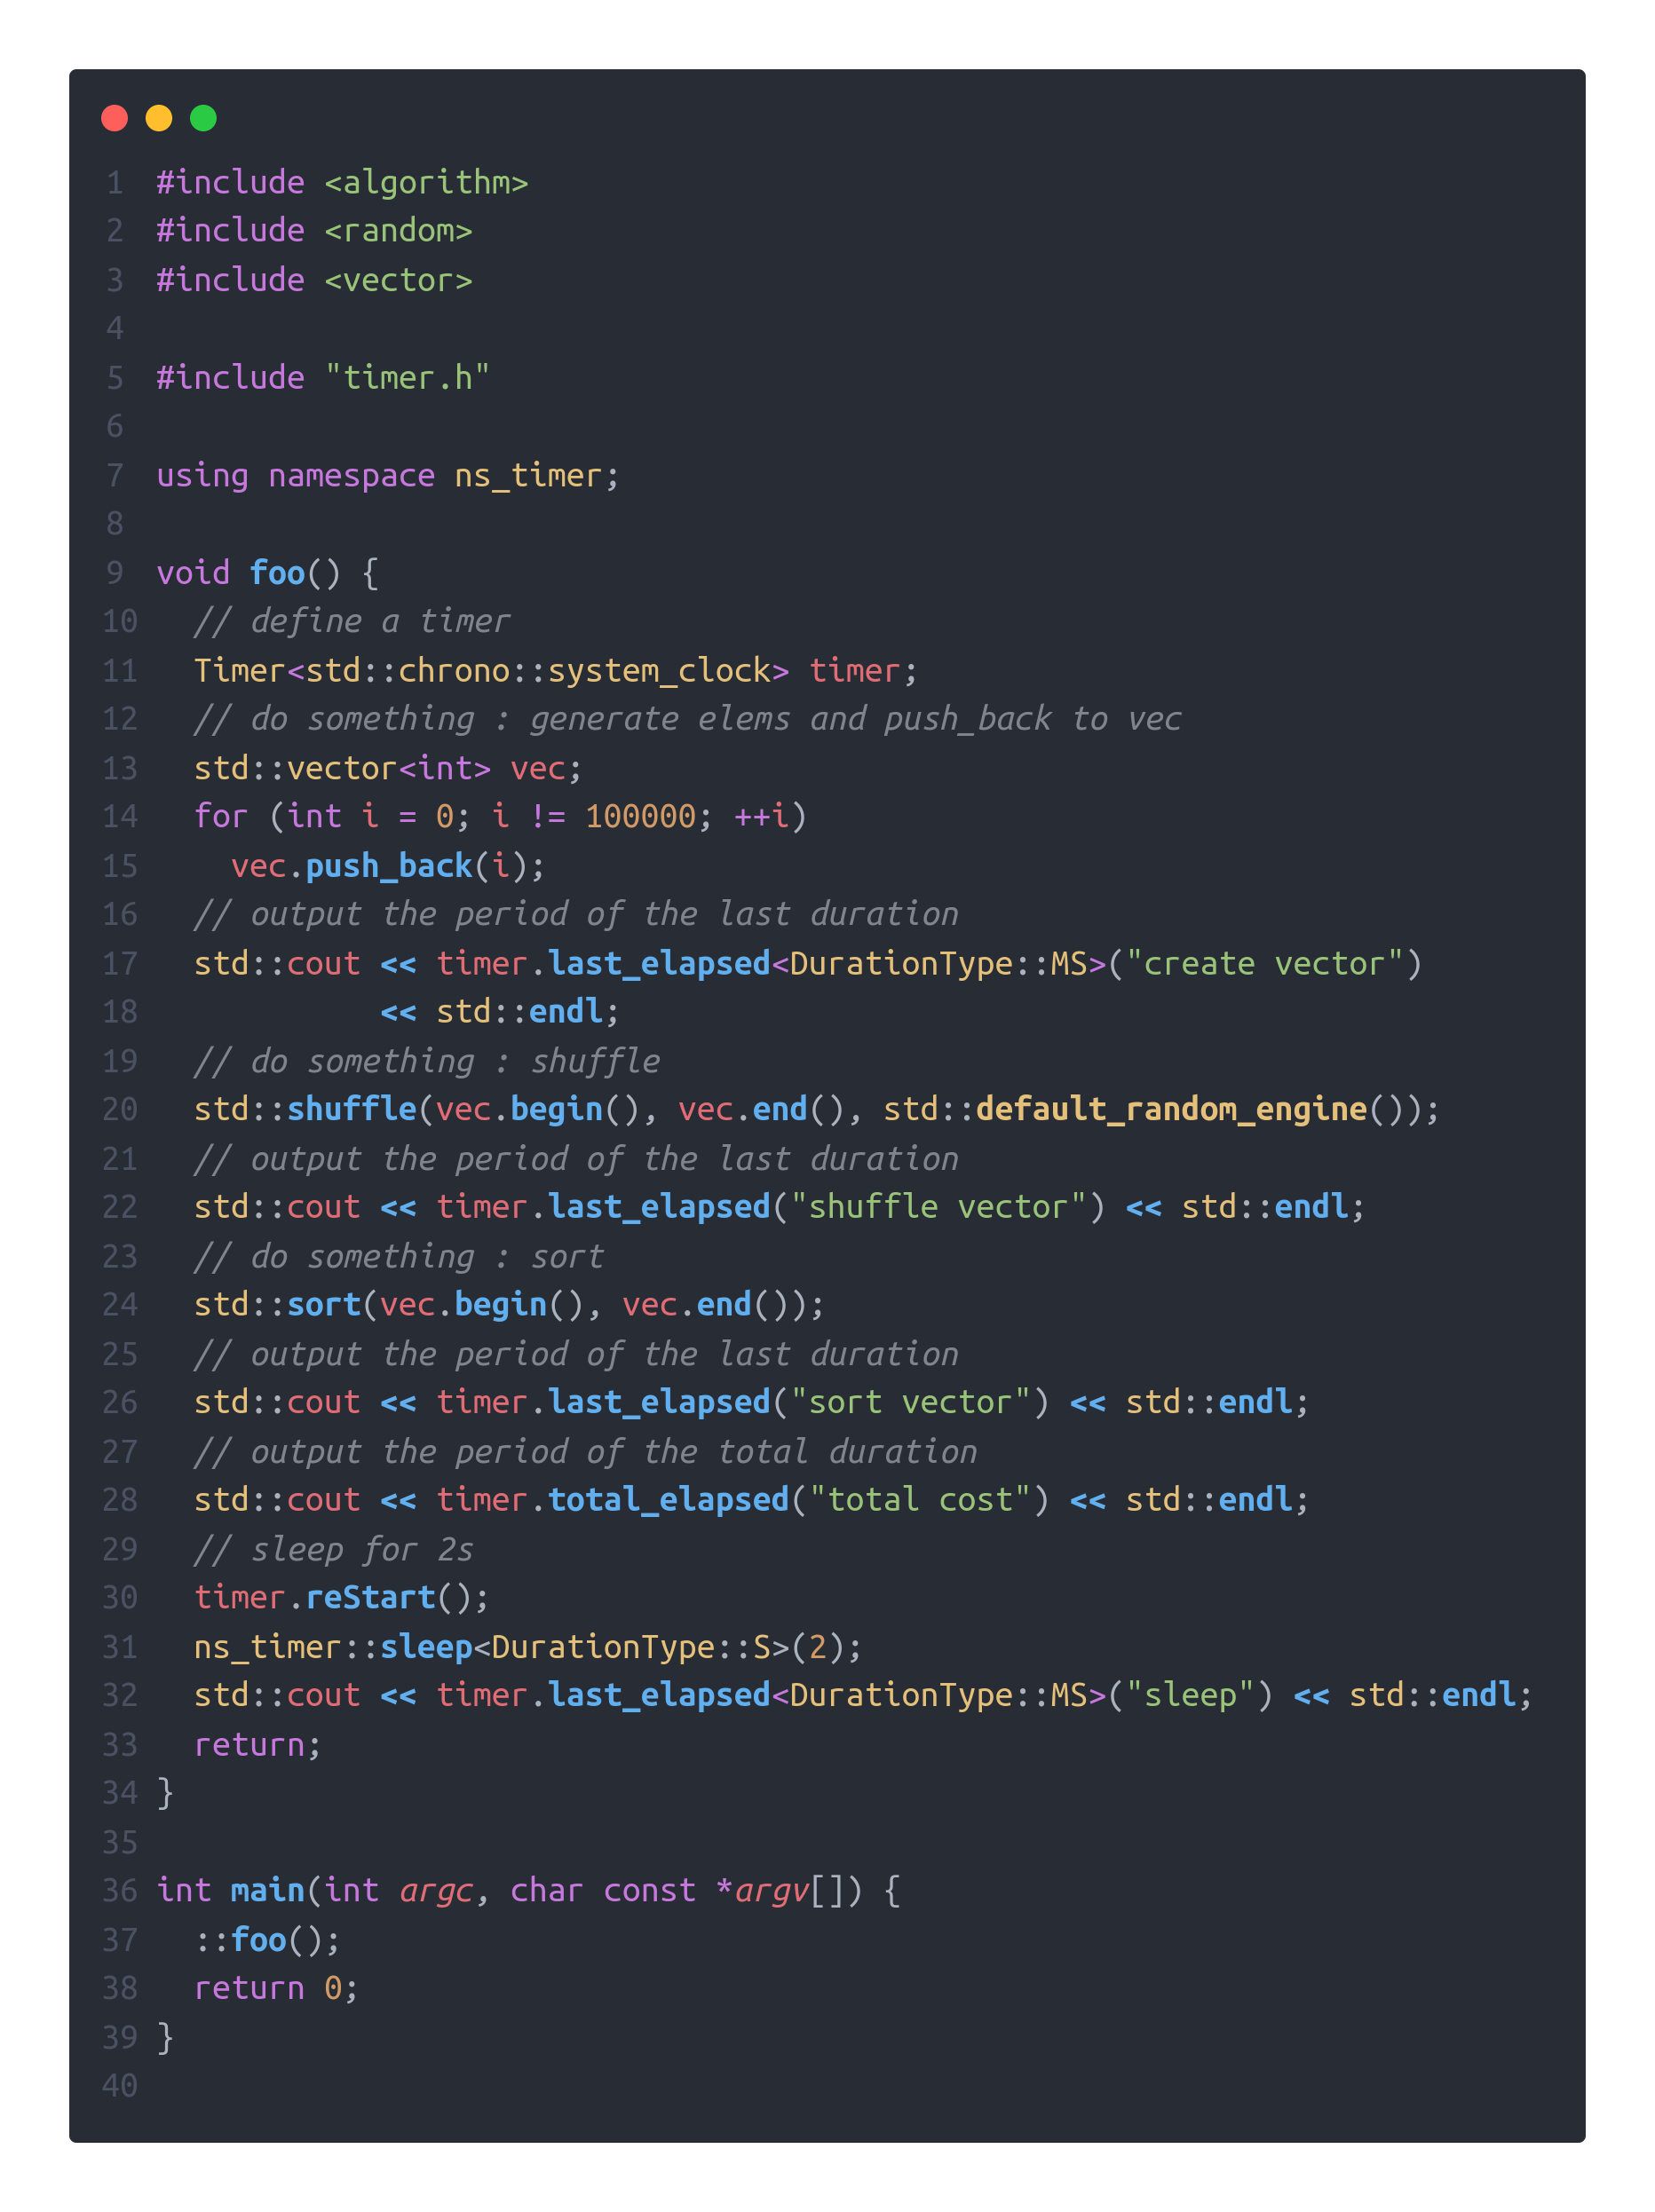 1 #include <algorithm>
2 #include <random>
3 #include <vector>
4
5 #include "timer.h"
6
7 using namespace ns_timer;
8
9 void foo() {
10   // define a timer
11   Timer<std::chrono::system_clock> timer;
12   // do something : generate elems and push_back to vec
13   std::vector<int> vec;
14   for (int i = 0; i != 100000; ++i)
15     vec.push_back(i);
16   // output the period of the last duration
17   std::cout << timer.last_elapsed<DurationType::MS>("create vector")
18             << std::endl;
19   // do something : shuffle
20   std::shuffle(vec.begin(), vec.end(), std::default_random_engine());
21   // output the period of the last duration
22   std::cout << timer.last_elapsed("shuffle vector") << std::endl;
23   // do something : sort
24   std::sort(vec.begin(), vec.end());
25   // output the period of the last duration
26   std::cout << timer.last_elapsed("sort vector") << std::endl;
27   // output the period of the total duration
28   std::cout << timer.total_elapsed("total cost") << std::endl;
29   // sleep for 2s
30   timer.reStart();
31   ns_timer::sleep<DurationType::S>(2);
32   std::cout << timer.last_elapsed<DurationType::MS>("sleep") << std::endl;
33   return;
34 }
35
36 int main(int argc, char const *argv[]) {
37   ::foo();
38   return 0;
39 }
40